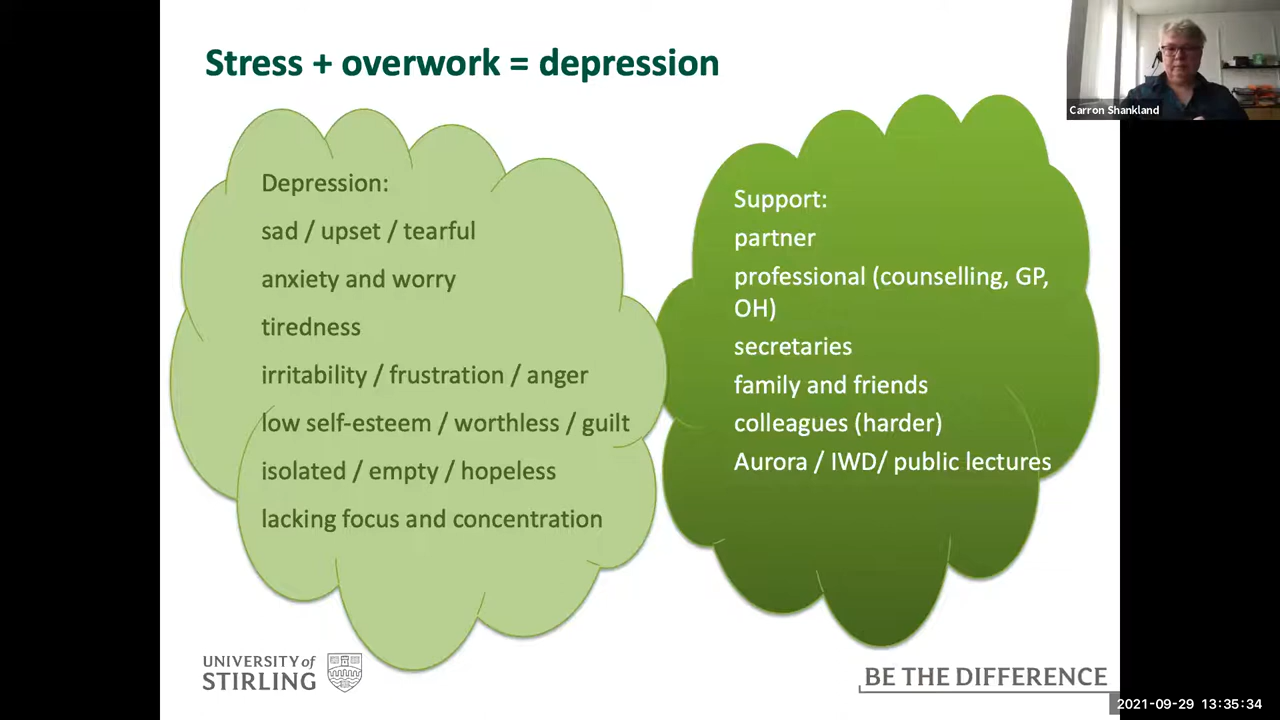 Stress + overwork = depression
Carron Shankland
Depression:
sad / upset / tearful
anxiety and worry
tiredness
irritability / frustration / anger
low self-esteem / worthless / guilt
isolated / empty / hopeless
lacking focus and concentration
Support:
partner
professional (counselling, GP,
OH)
secretaries
family and friends
colleagues (harder)
Aurora / IWD/ public lectures
UNIVERSITY of
STIRLING
BE THE DIFFERENCE
2021-09-29 13:35:34